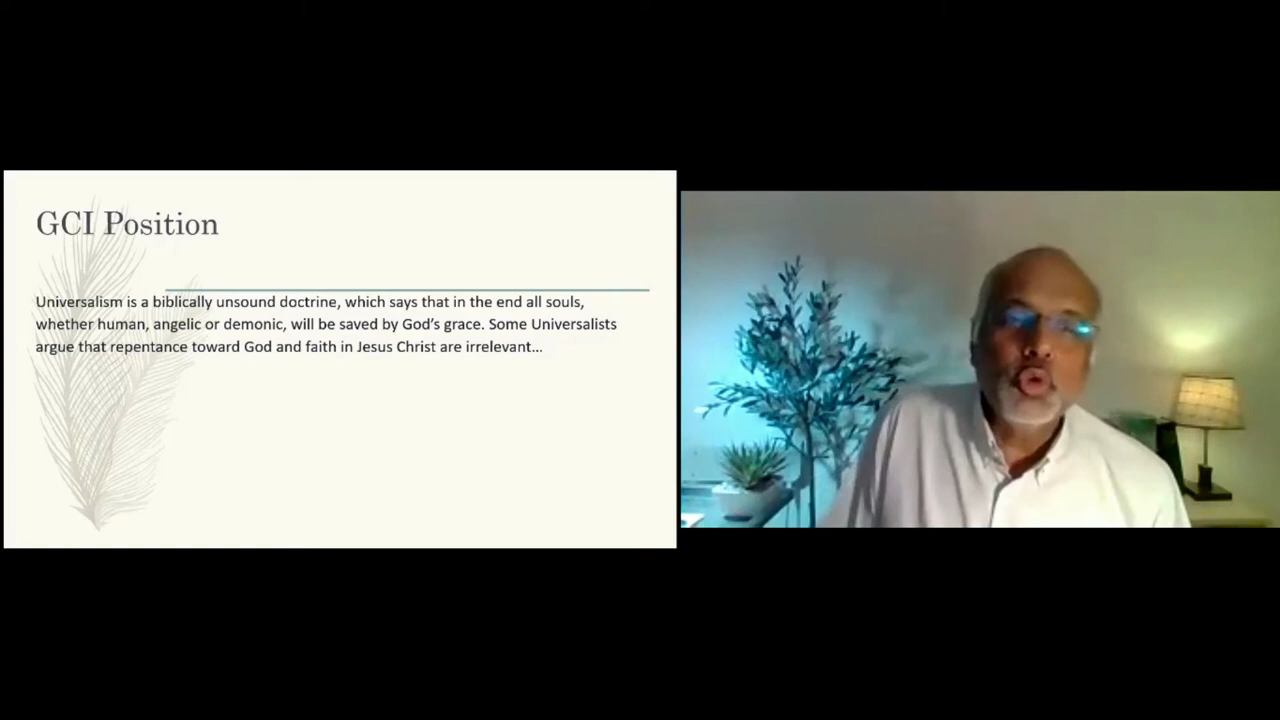 GCI Position
Universalism is a biblically unsound doctrine, which says that in the end all souls,
whether human, angelic or demonic, will be saved by God’s grace. Some Universalists
argue that repentance toward God and faith in Jesus Christ are irrelevant…